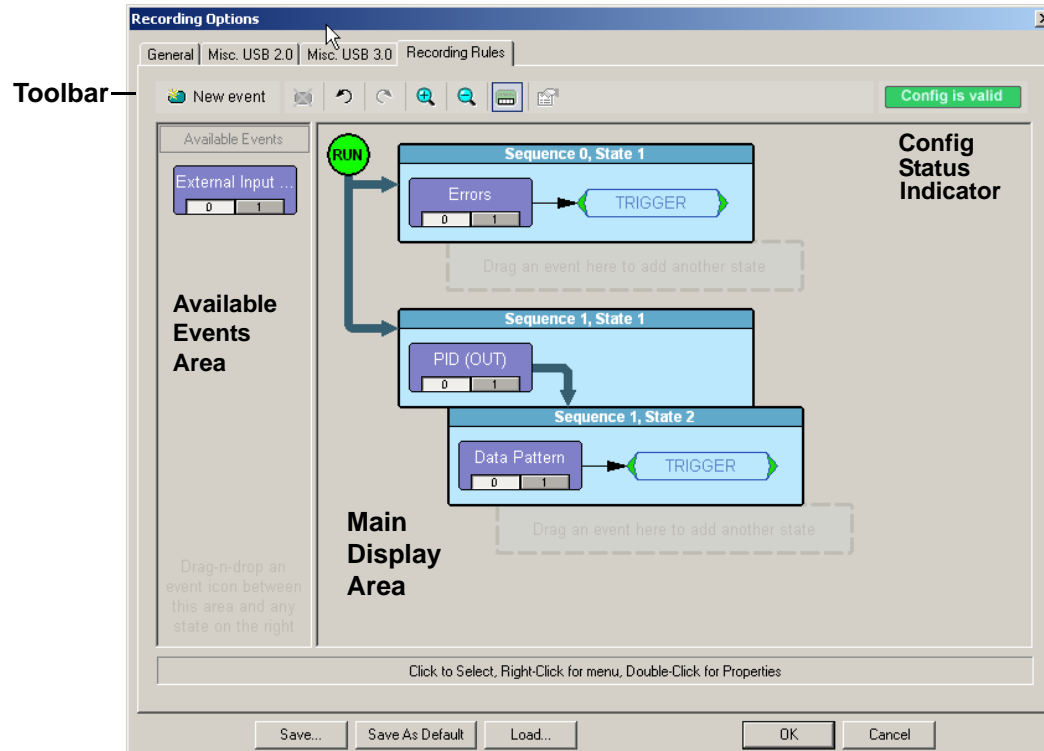 Recording Options
General
Misc. USB 2.0
Misc. USB 3.0
Recording Rules
Toolbar
New event
Config is valid
Available Events
External Input ...
0 1
Available
Events
Area
Drag-n-drop an
event icon between
this area and any
state on the right
RUN
Sequence 0, State 1
Errors
0 1
TRIGGER
Drag an event here to add another state
Config
Status
Indicator
Sequence 1, State 1
PID (OUT)
0 1
Sequence 1, State 2
Data Pattern
0 1
TRIGGER
Drag an event here to add another state
Main
Display
Area
Click to Select, Right-Click for menu, Double-Click for Properties
Save...
Save As Default
Load...
OK
Cancel